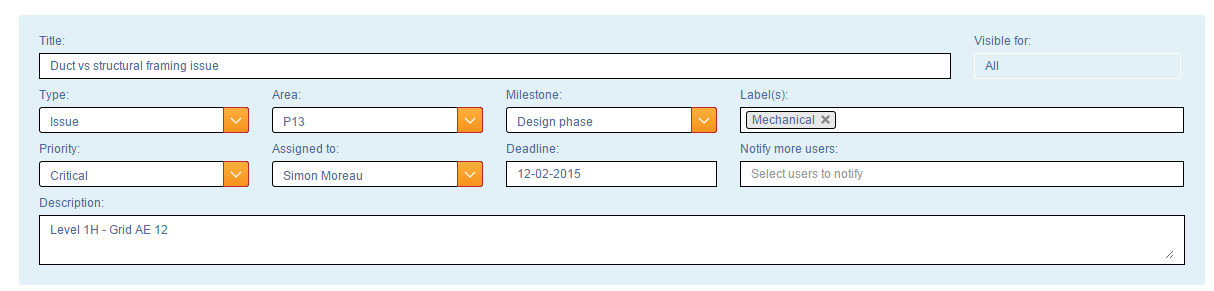 Title: Visible for:
Duct vs structural framing issue All
Type: Area: Milestone: Label(s):
Issue P13 Design phase Mechanical
Priority: Assigned to: Deadline: Notify more users:
Critical Simon Moreau 12-02-2015 Select users to notify
Description:
Level 1H - Grid AE 12